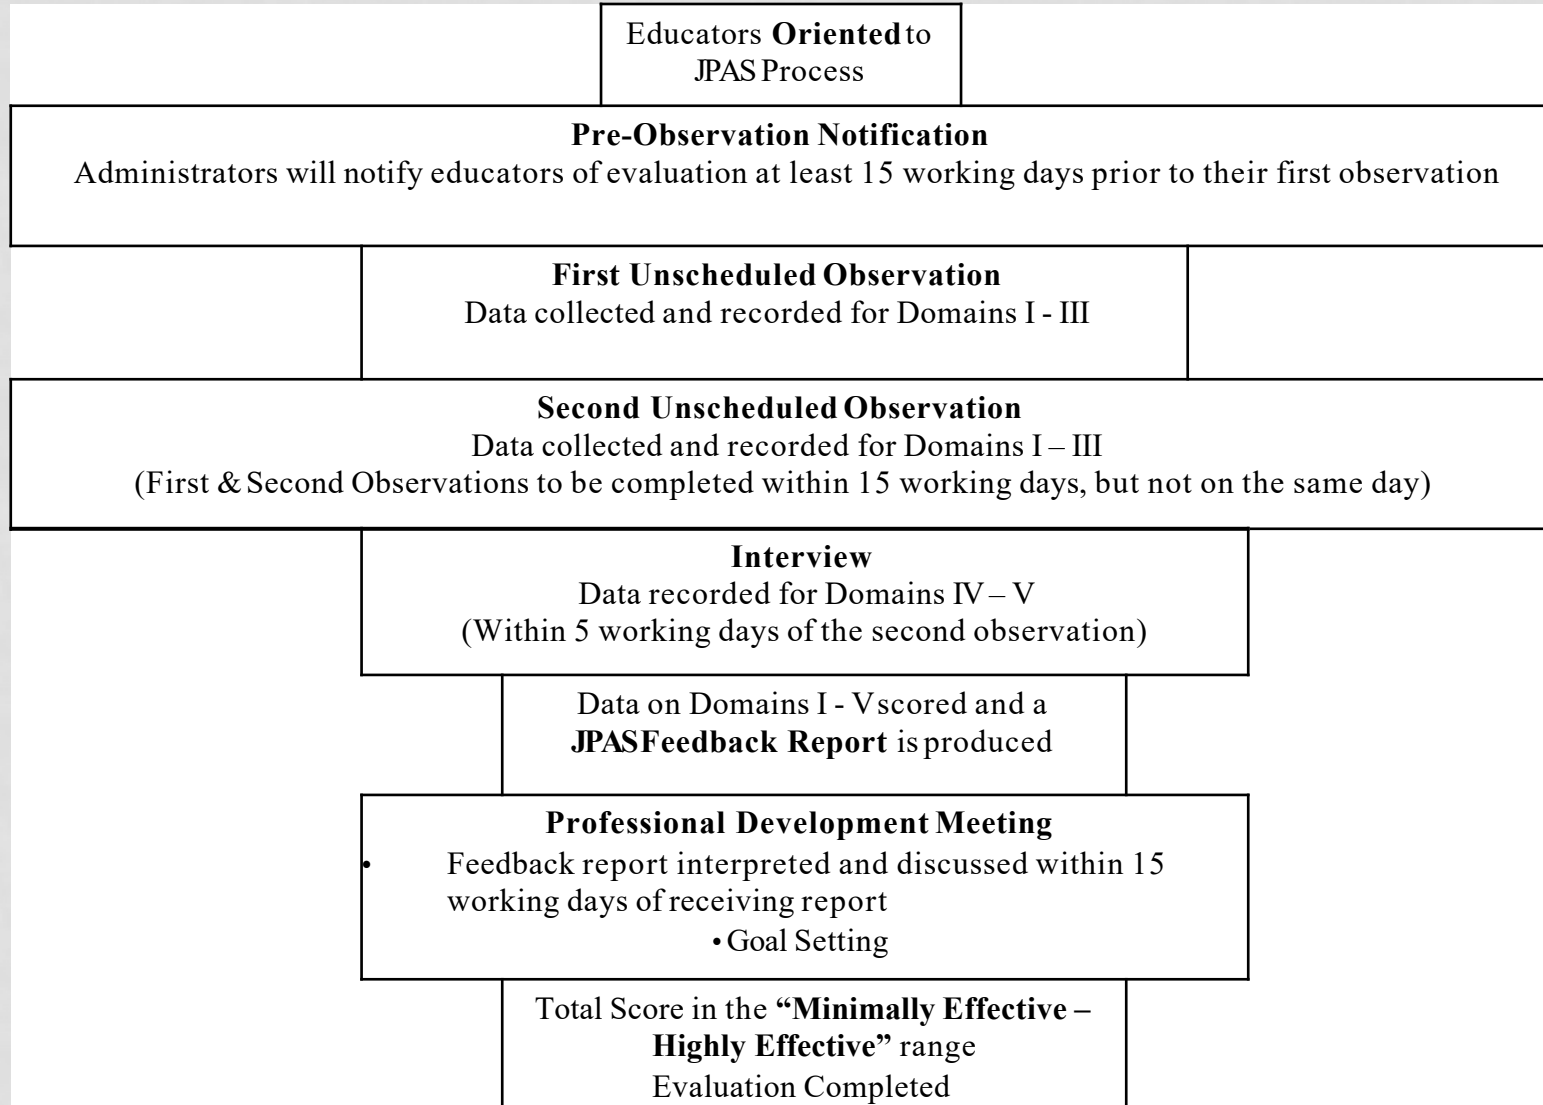 Educators Oriented to
JPAS Process
Pre-Observation Notification
Administrators will notify educators of evaluation at least 15 working days prior to their first observation
First Unscheduled Observation
Data collected and recorded for Domains I - III
Second Unscheduled Observation
Data collected and recorded for Domains I – III
(First & Second Observations to be completed within 15 working days, but not on the same day)
Interview
Data recorded for Domains IV – V
(Within 5 working days of the second observation)
Data on Domains I - V scored and a
JPAS Feedback Report is produced
Professional Development Meeting
• Feedback report interpreted and discussed within 15
working days of receiving report
• Goal Setting
Total Score in the “Minimally Effective –
Highly Effective” range
Evaluation Completed